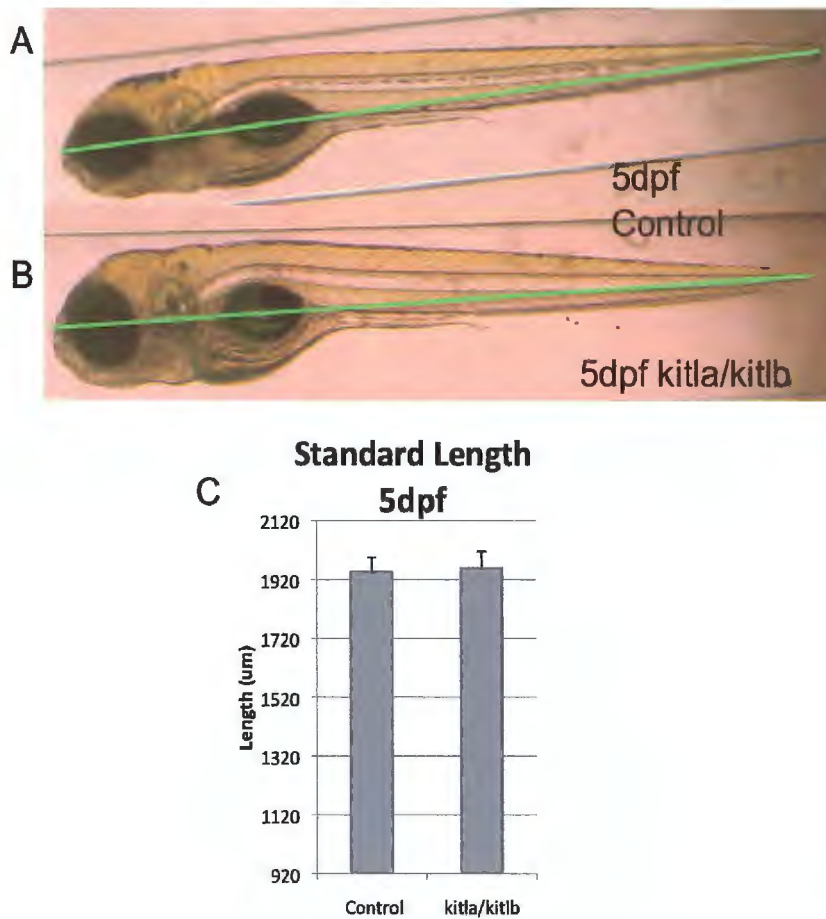 A
5dpf
Control
B
5dpf kitla/kitlb
Standard Length
5dpf
C
2120
1920
1720
1520
1320
1120
920
Length (um)
Control
kitla/kitlb